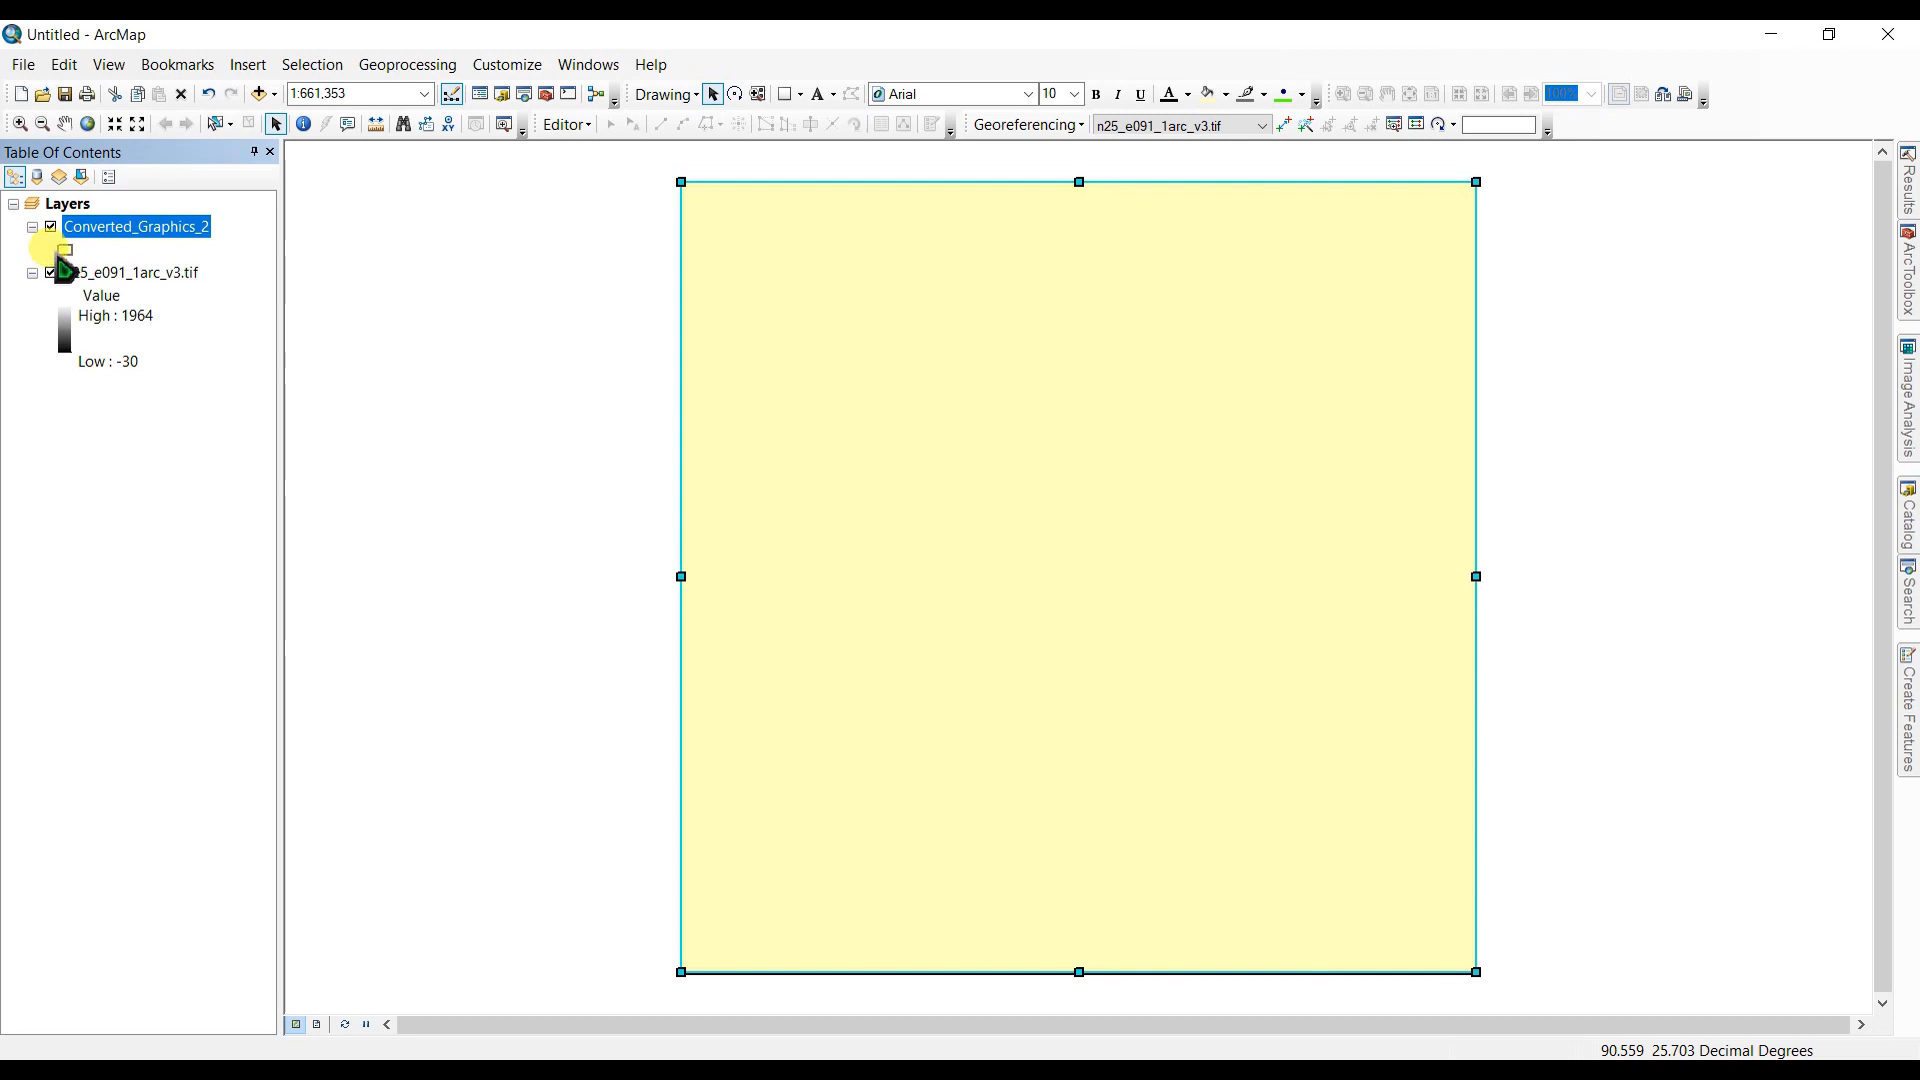 Untitled - ArcMap
File Edit View Bookmarks Insert Selection Geoprocessing Customize Windows Help
1:661,353 Drawing Arial 10 B I U A 100%
Editor Georeferencing n25_e091_1arc_v3.tif
Table Of Contents
Layers
Converted_Graphics_2
5_e091_1arc_v3.tif
Value
High : 1964
Low : -30
Results
ArcToolbox
Image Analysis
Catalog
Search
Create Features
90.559 25.703 Decimal Degrees